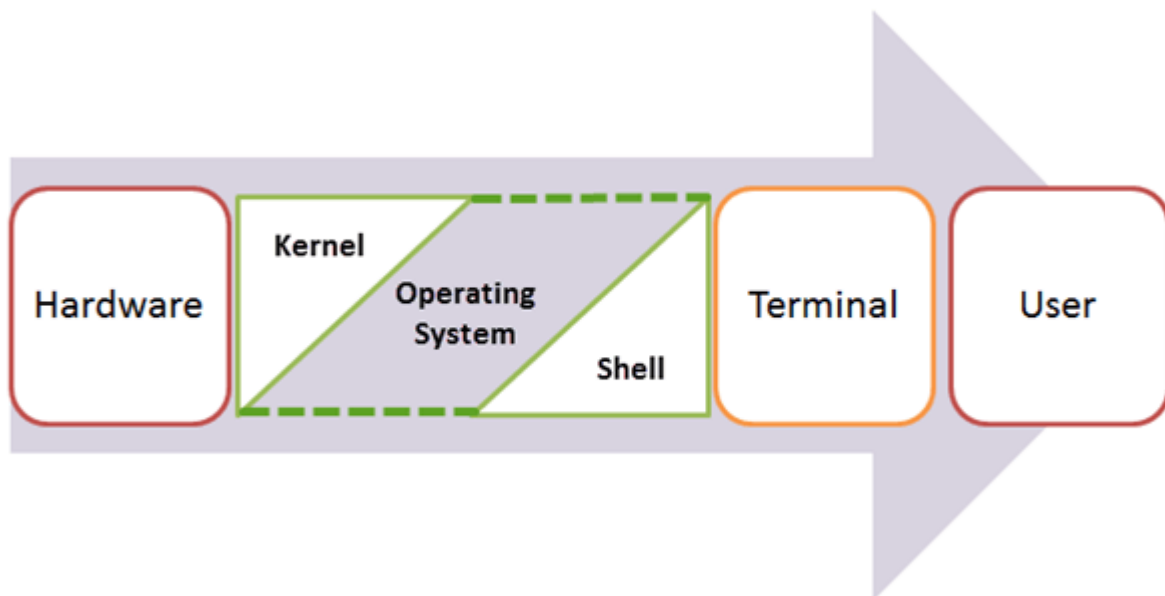 Hardware
Kernel
Operating
System
Shell
Terminal
User